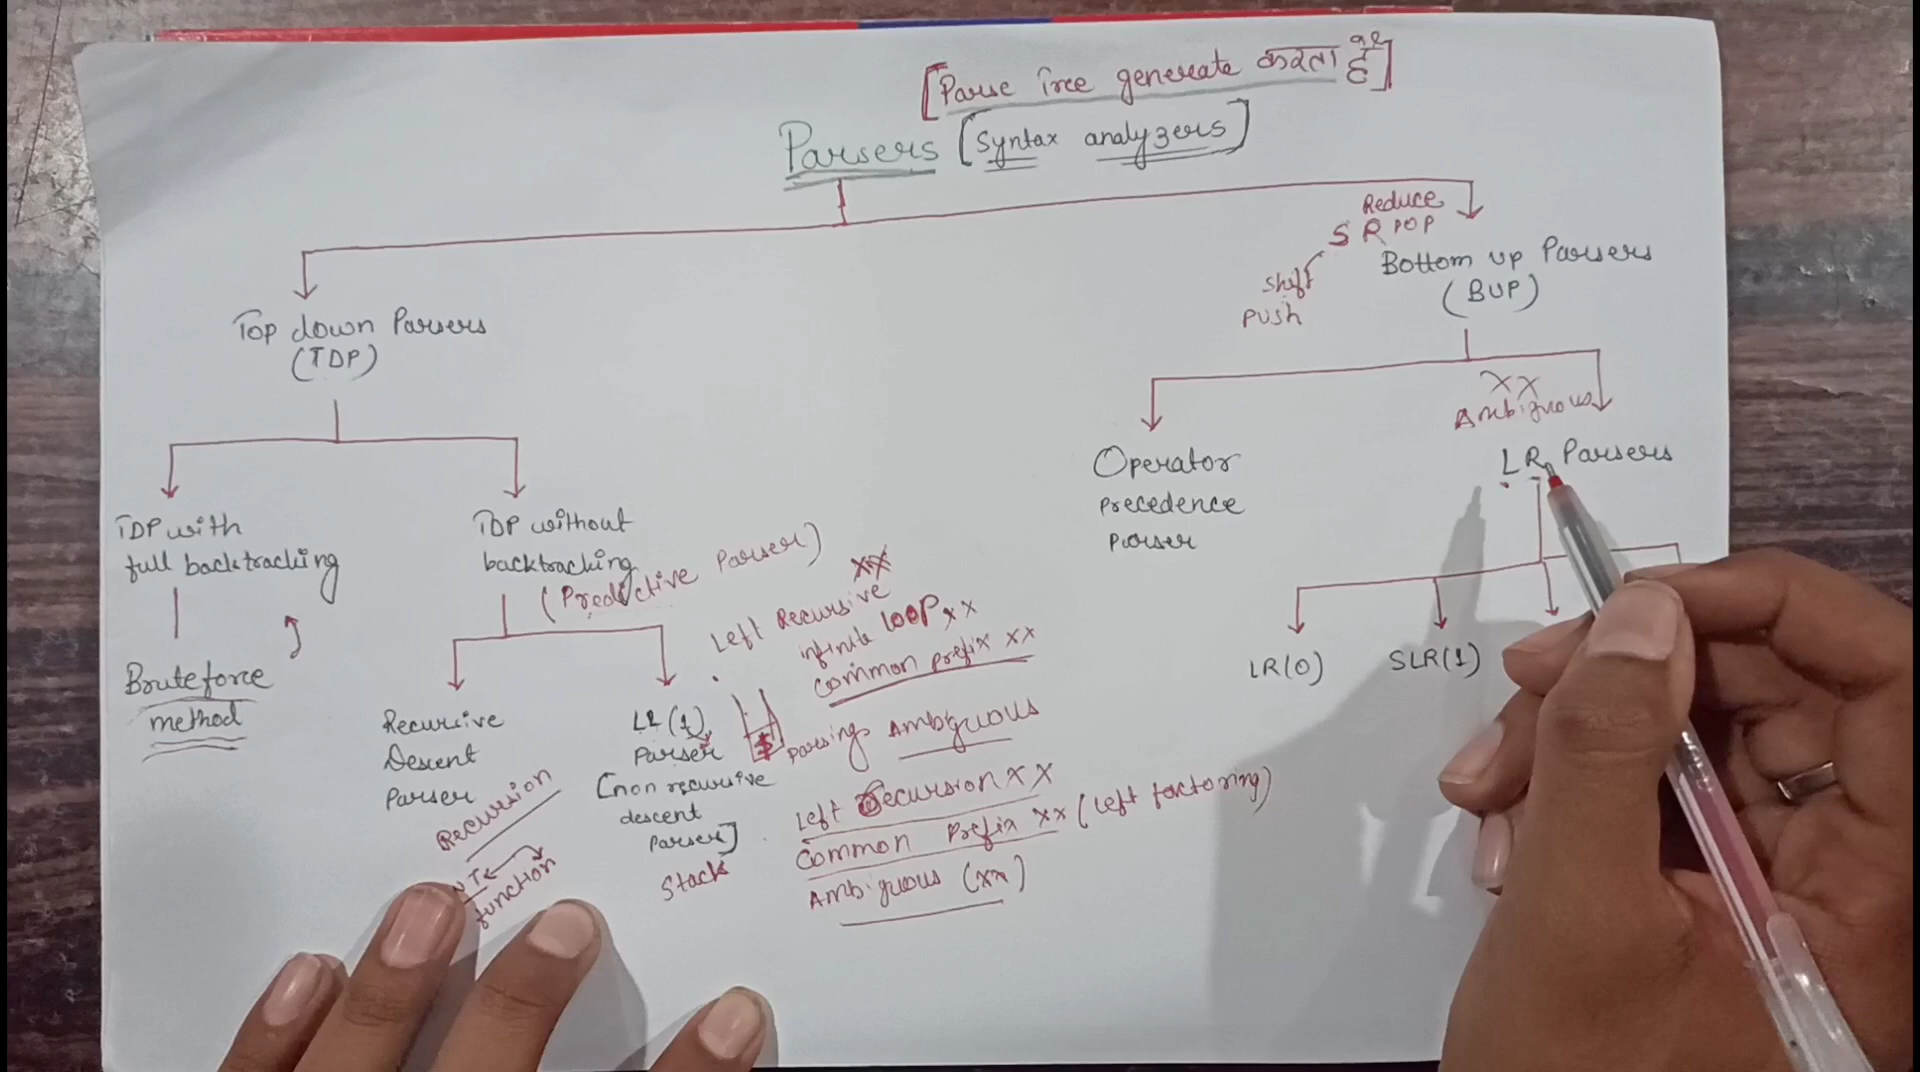 [Parse Tree generate करता है]
Parsers [Syntax analyzers]
Reduce
S R POP
Shift
PUSH
Bottom up Parsers
(BUP)
Top down Parsers
(TDP)
XX
Ambiguous
Operator
precedence
parser
LR Parsers
LR(0)
SLR(1)
TDP with
full backtracking
Brute force
method
TDP without
backtracking
(Predictive Parser)
Recursive
Descent
Parser
Recursion
NT
function
LL(1)
Parser
[non recursive
descent
parser]
Stack
$
XX
Left Recursive
infinite LOOP XX
Common prefix XX
parsing Ambiguous
Left Recursion XX
Common Prefix XX (Left factoring)
Ambiguous (XX)